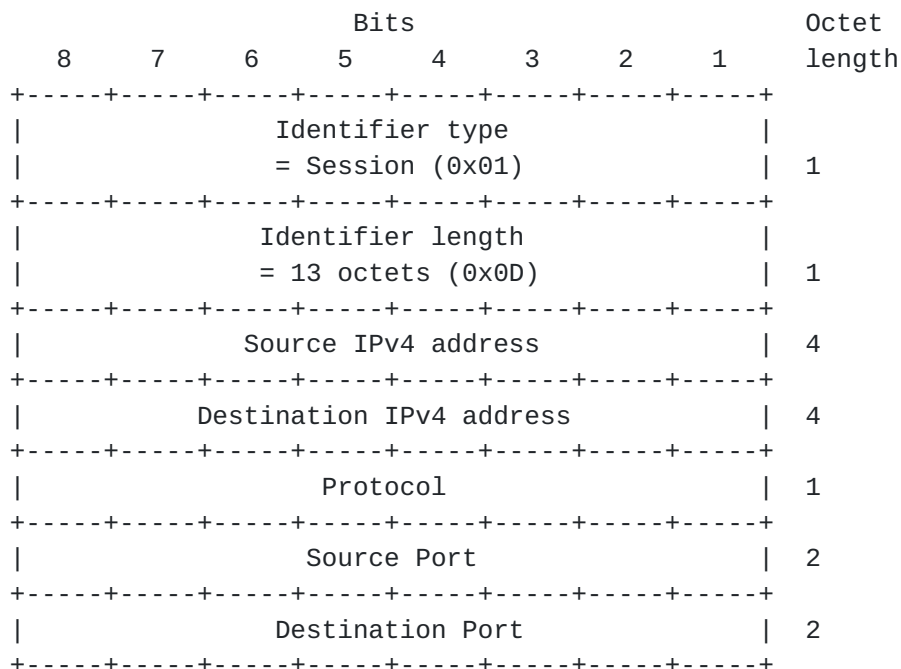 Bits Octet
8 7 6 5 4 3 2 1 length
+-----+-----+-----+-----+-----+-----+-----+-----+
| Identifier type |
| = Session (0x01) | 1
+-----+-----+-----+-----+-----+-----+-----+-----+
| Identifier length |
| = 13 octets (0x0D) | 1
+-----+-----+-----+-----+-----+-----+-----+-----+
| Source IPv4 address | 4
+-----+-----+-----+-----+-----+-----+-----+-----+
| Destination IPv4 address | 4
+-----+-----+-----+-----+-----+-----+-----+-----+
| Protocol | 1
+-----+-----+-----+-----+-----+-----+-----+-----+
| Source Port | 2
+-----+-----+-----+-----+-----+-----+-----+-----+
| Destination Port | 2
+-----+-----+-----+-----+-----+-----+-----+-----+